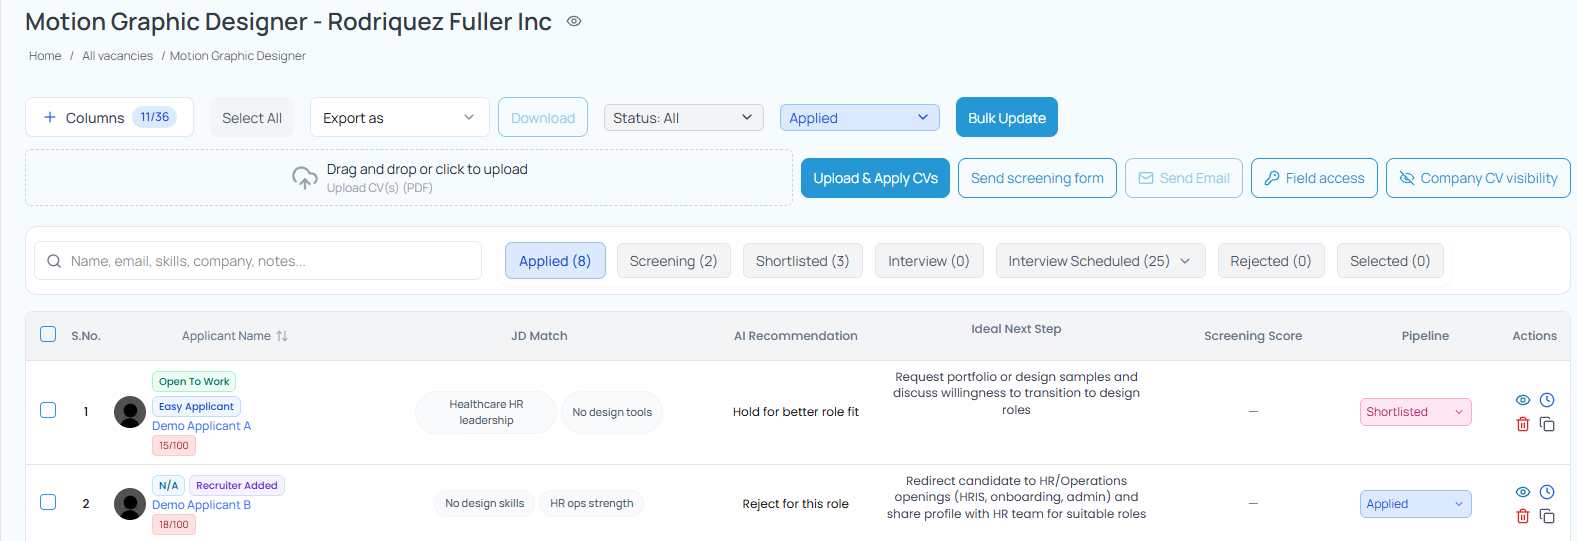 Motion Graphic Designer - Rodriquez Fuller Inc
Home / All vacancies / Motion Graphic Designer
+ Columns 11/36 Select All Export as Download Status: All Applied Bulk Update
Drag and drop or click to upload
Upload CV(s) (PDF)
Upload & Apply CVs Send screening form Send Email Field access Company CV visibility
Name, email, skills, company, notes... Applied (8) Screening (2) Shortlisted (3) Interview (0) Interview Scheduled (25) Rejected (0) Selected (0)
S.No. Applicant Name JD Match AI Recommendation Ideal Next Step Screening Score Pipeline Actions
1
Open To Work
Easy Applicant
Demo Applicant A
15/100
Healthcare HR
leadership
No design tools
Hold for better role fit
Request portfolio or design samples and
discuss willingness to transition to design
roles
—
Shortlisted
2
N/A Recruiter Added
Demo Applicant B
18/100
No design skills HR ops strength
Reject for this role
Redirect candidate to HR/Operations
openings (HRIS, onboarding, admin) and
share profile with HR team for suitable roles
—
Applied